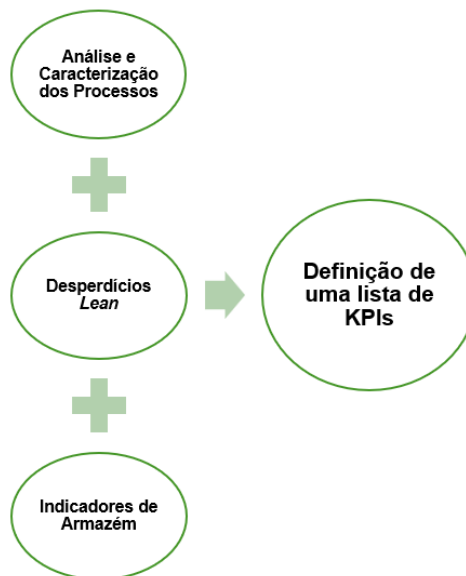 Análise e
Caracterização
dos Processos
Desperdícios
Lean
Definição de
uma lista de
KPIs
Indicadores de
Armazém